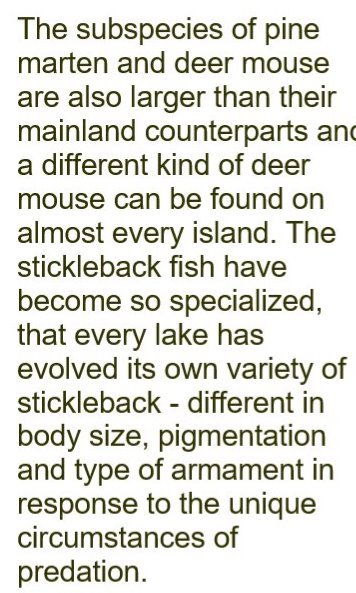 The subspecies of pine
marten and deer mouse
are also larger than their
mainland counterparts and
a different kind of deer
mouse can be found on
almost every island. The
stickleback fish have
become so specialized,
that every lake has
evolved its own variety of
stickleback - different in
body size, pigmentation
and type of armament in
response to the unique
circumstances of
predation.